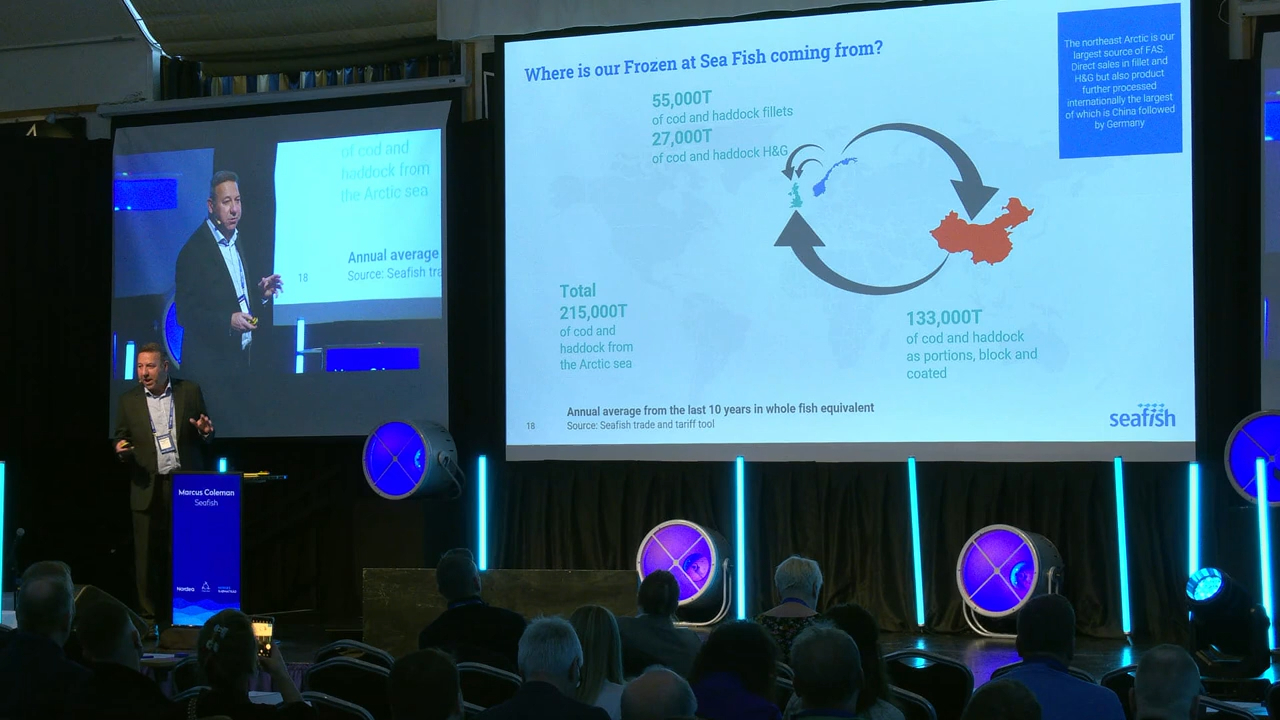 Where is our Frozen at Sea Fish coming from?
55,000T
of cod and haddock fillets
27,000T
of cod and haddock H&G
The northeast Arctic is our
largest source of FAS.
Direct sales in fillet and
H&G but also product
further processed
internationally the largest
of which is China followed
by Germany
Total
215,000T
of cod and
haddock from
the Arctic sea
133,000T
of cod and haddock
as portions, block and
coated
Annual average from the last 10 years in whole fish equivalent
18
Source: Seafish trade and tariff tool
seafish
of cod and
haddock from
the Arctic sea
Annual average
18
Source: Seafish tra
Marcus Coleman
Seafish
Nordea